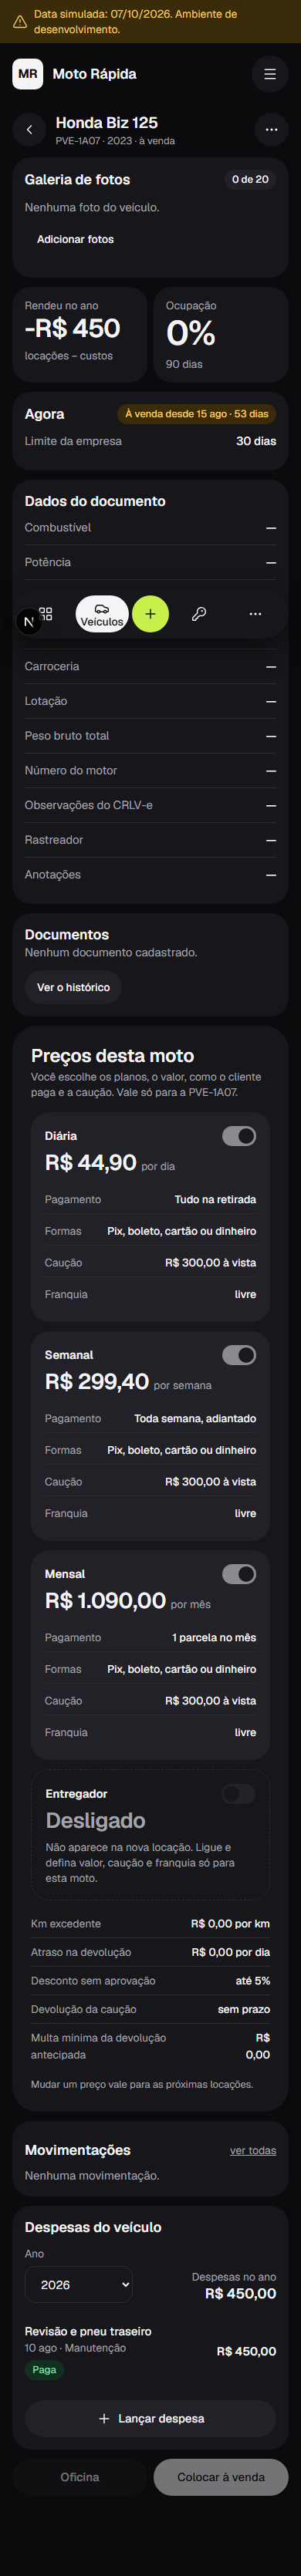 Data simulada: 07/10/2026. Ambiente de
desenvolvimento.
MR Moto Rápida
Honda Biz 125
PVE-1A07 · 2023 · à venda
Galeria de fotos 0 de 20
Nenhuma foto do veículo.
Adicionar fotos
Rendeu no ano
-R$ 450
locações – custos
Ocupação
0%
90 dias
Agora À venda desde 15 ago · 53 dias
Limite da empresa 30 dias
Dados do documento
Combustível —
Potência —
N Veículos
Carroceria —
Lotação —
Peso bruto total —
Número do motor —
Observações do CRLV-e —
Rastreador —
Anotações —
Documentos
Nenhum documento cadastrado.
Ver o histórico
Preços desta moto
Você escolhe os planos, o valor, como o cliente
paga e a caução. Vale só para a PVE-1A07.
Diária
R$ 44,90 por dia
Pagamento Tudo na retirada
Formas Pix, boleto, cartão ou dinheiro
Caução R$ 300,00 à vista
Franquia livre
Semanal
R$ 299,40 por semana
Pagamento Toda semana, adiantado
Formas Pix, boleto, cartão ou dinheiro
Caução R$ 300,00 à vista
Franquia livre
Mensal
R$ 1.090,00 por mês
Pagamento 1 parcela no mês
Formas Pix, boleto, cartão ou dinheiro
Caução R$ 300,00 à vista
Franquia livre
Entregador
Desligado
Não aparece na nova locação. Ligue e
defina valor, caução e franquia só para
esta moto.
Km excedente R$ 0,00 por km
Atraso na devolução R$ 0,00 por dia
Desconto sem aprovação até 5%
Devolução da caução sem prazo
Multa mínima da devolução R$
antecipada 0,00
Mudar um preço vale para as próximas locações.
Movimentações ver todas
Nenhuma movimentação.
Despesas do veículo
Ano
2026
Despesas no ano
R$ 450,00
Revisão e pneu traseiro
10 ago · Manutenção
Paga
R$ 450,00
+ Lançar despesa
Oficina Colocar à venda